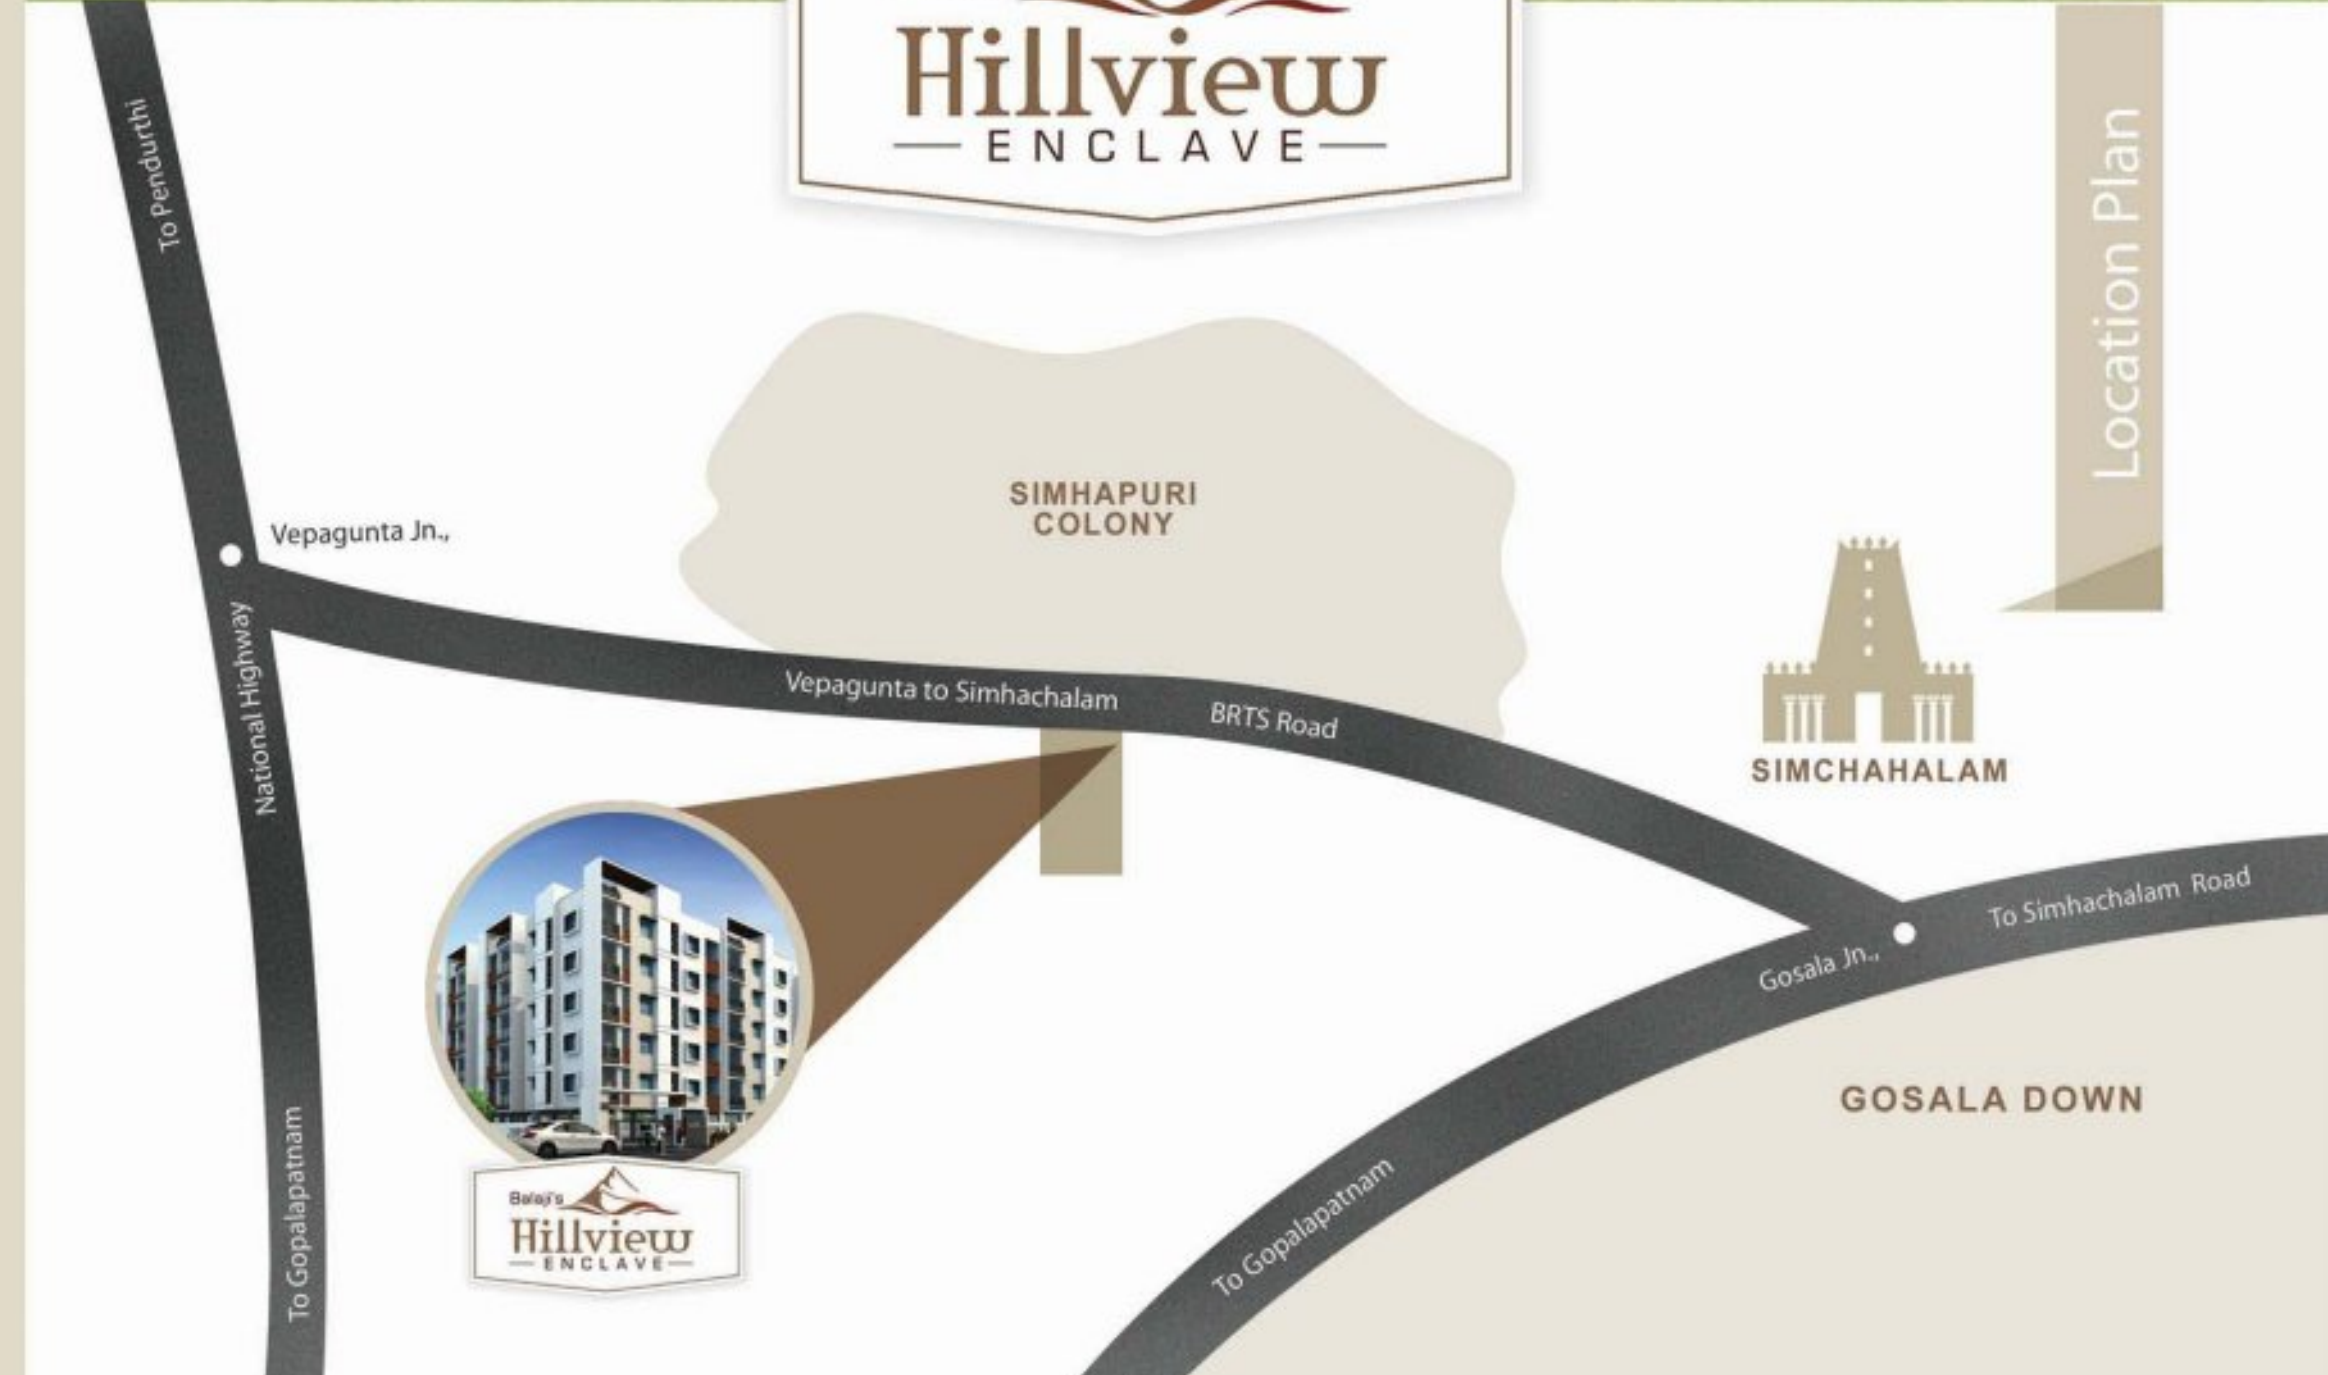 Hillview
ENCLAVE
Location Plan
To Pendurthi
SIMHAPURI
COLONY
Vepagunta Jn.,
National Highway
Vepagunta to Simhachalam BRTS Road
SIMCHAHALAM
To Simhachalam Road
Gosala Jn.,
GOSALA DOWN
To Gopalapatnam
To Gopalapatnam
Balaji's
Hillview
ENCLAVE